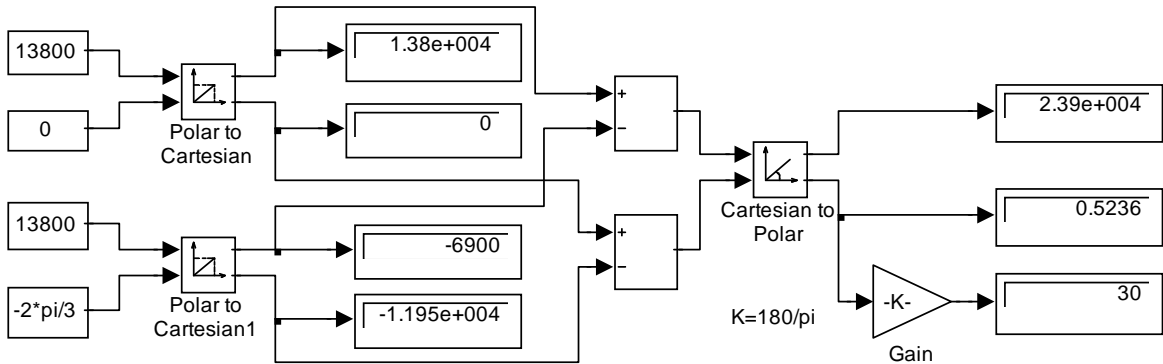 13800
0
Polar to
Cartesian
1.38e+004
0
13800
-2*pi/3
Polar to
Cartesian1
-6900
-1.195e+004
+
−
+
−
Cartesian to
Polar
2.39e+004
0.5236
K=180/pi
-K-
Gain
30